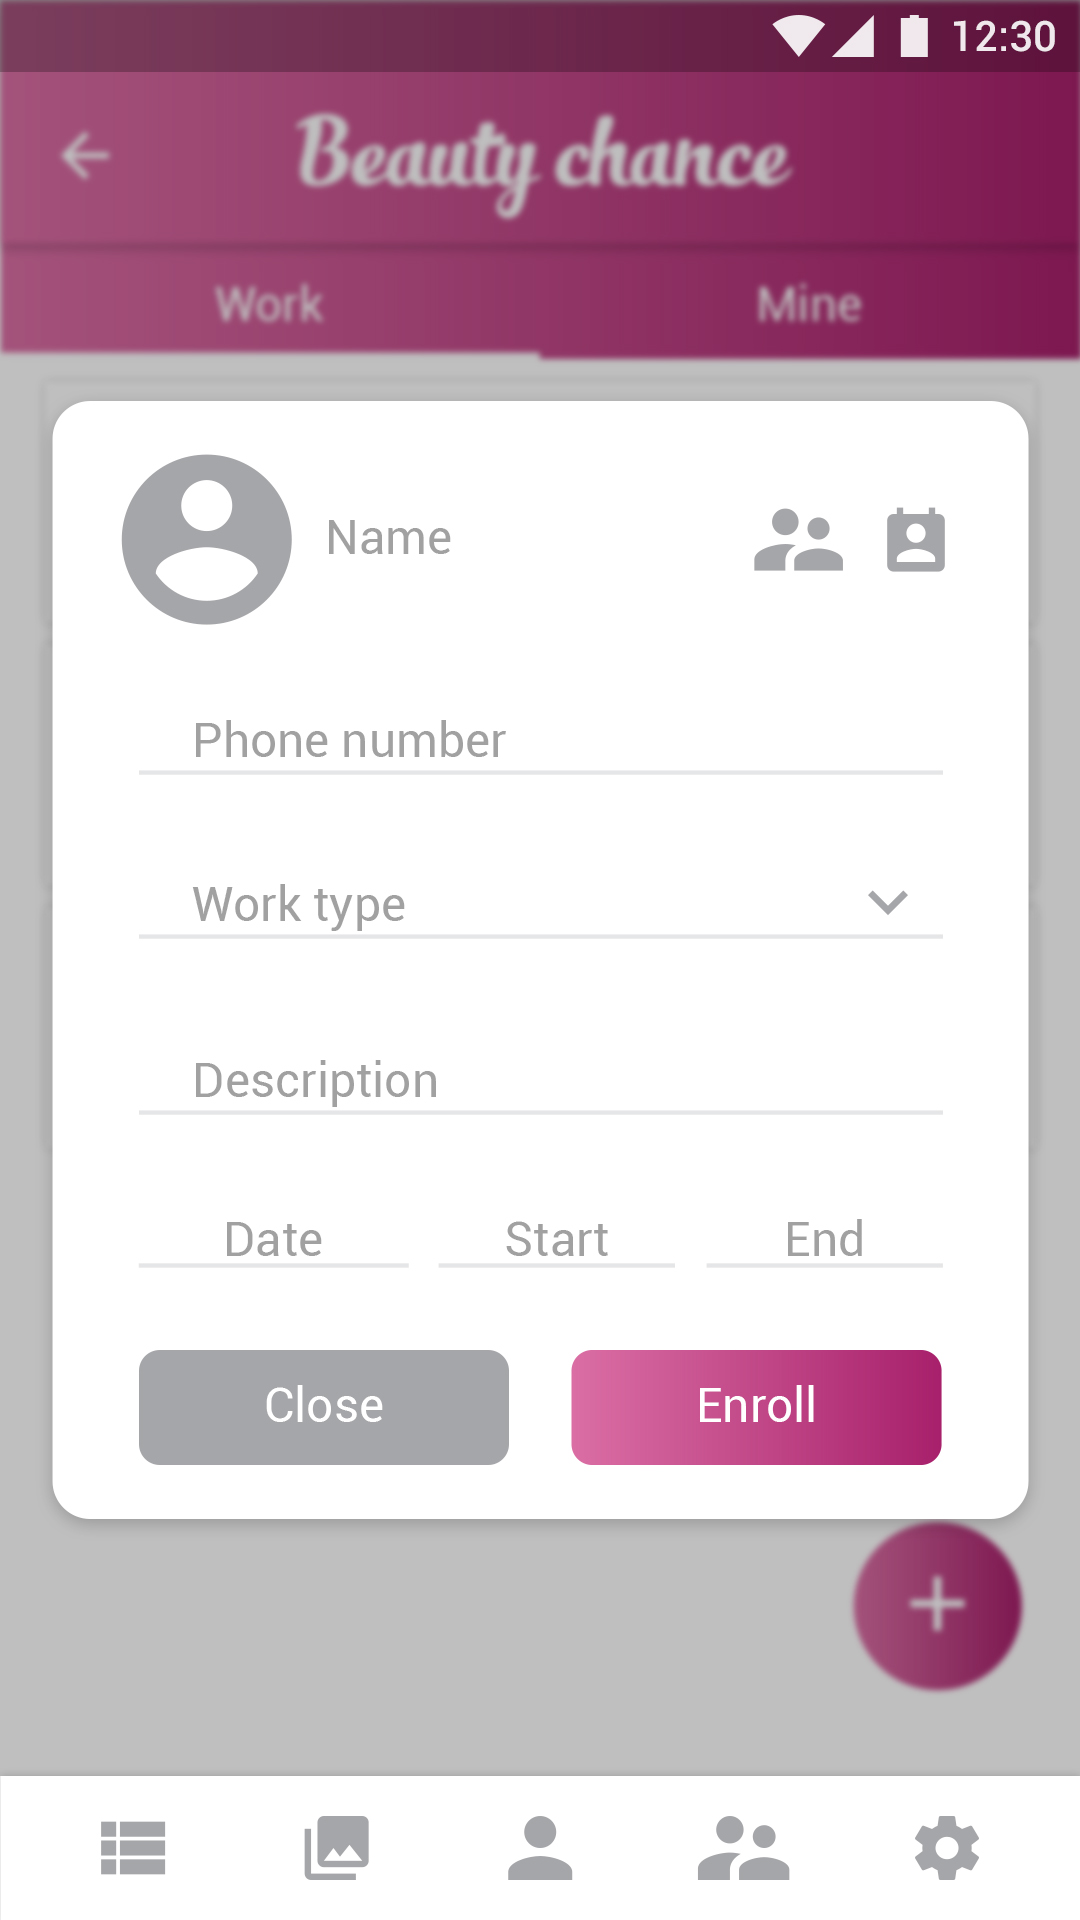 12:30
Beauty chance
Work Mine
Name
Phone number
Work type
Description
Date Start End
Close Enroll